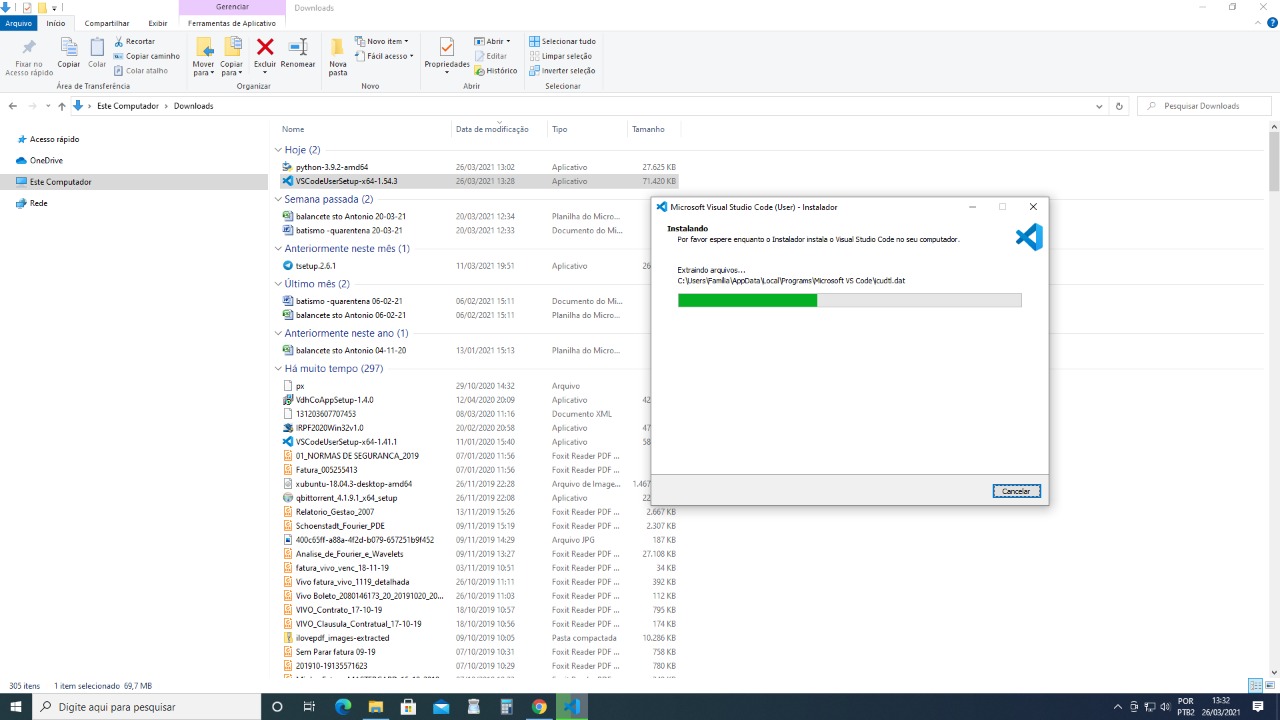 Gerenciar
Downloads
Arquivo
Início
Compartilhar
Exibir
Ferramentas de Aplicativo
Fixar no Acesso rápido
Copiar
Colar
Recortar
Copiar caminho
Colar atalho
Área de Transferência
Mover para
Copiar para
Excluir
Renomear
Organizar
Nova pasta
Novo item
Fácil acesso
Novo
Propriedades
Abrir
Editar
Histórico
Abrir
Selecionar tudo
Limpar seleção
Inverter seleção
Selecionar
Este Computador
Downloads
Pesquisar Downloads
Acesso rápido
OneDrive
Este Computador
Rede
Nome Data de modificação Tipo Tamanho
Hoje (2)
python-3.9.2-amd64 26/03/2021 13:02 Aplicativo 27.625 KB
VSCodeUserSetup-x64-1.54.3 26/03/2021 13:28 Aplicativo 71.420 KB
Semana passada (2)
balancete sto Antonio 20-03-21 20/03/2021 12:34 Planilha do Micro...
batismo -quarentena 20-03-21 20/03/2021 12:33 Documento do Mi...
Anteriormente neste mês (1)
tsetup.2.6.1 11/03/2021 19:51 Aplicativo 26
Último mês (2)
batismo -quarentena 06-02-21 06/02/2021 15:11 Documento do Mi...
balancete sto Antonio 06-02-21 06/02/2021 15:11 Planilha do Micro...
Anteriormente neste ano (1)
balancete sto Antonio 04-11-20 13/01/2021 15:13 Planilha do Micro...
Há muito tempo (297)
px 29/10/2020 14:32 Arquivo
VdhCoAppSetup-1.4.0 12/04/2020 20:09 Aplicativo 42
131203607707453 08/03/2020 11:16 Documento XML
IRPF2020Win32v1.0 20/02/2020 20:58 Aplicativo 47
VSCodeUserSetup-x64-1.41.1 11/01/2020 15:40 Aplicativo 58
01_NORMAS DE SEGURANCA_2019 07/01/2020 11:56 Foxit Reader PDF ...
Fatura_005255413 07/01/2020 11:56 Foxit Reader PDF ...
xubuntu-18.04.3-desktop-amd64 26/11/2019 22:28 Arquivo de Image... 1.467
qbittorrent_4.1.9.1_x64_setup 26/11/2019 22:08 Aplicativo 22
Relatorio_Gestao_2007 13/11/2019 15:26 Foxit Reader PDF ... 2.667 KB
Schoenstadt_Fourier_PDE 09/11/2019 15:19 Foxit Reader PDF ... 2.307 KB
400c65ff-a88a-4f2d-b079-657251b9f452 09/11/2019 14:29 Arquivo JPG 187 KB
Analise_de_Fourier_e_Wavelets 09/11/2019 13:27 Foxit Reader PDF ... 27.108 KB
fatura_vivo_venc_18-11-19 03/11/2019 10:51 Foxit Reader PDF ... 34 KB
Vivo fatura_vivo_1119_detalhada 26/10/2019 11:11 Foxit Reader PDF ... 392 KB
Vivo Boleto_2080146173_20_20191020_20... 26/10/2019 11:03 Foxit Reader PDF ... 112 KB
VIVO_Contrato_17-10-19 18/10/2019 10:57 Foxit Reader PDF ... 795 KB
VIVO_Clausula_Contratual_17-10-19 18/10/2019 10:56 Foxit Reader PDF ... 174 KB
ilovepdf_images-extracted 09/10/2019 10:05 Pasta compactada 10.286 KB
Sem Parar fatura 09-19 07/10/2019 10:31 Foxit Reader PDF ... 758 KB
201910-19135571623 07/10/2019 10:29 Foxit Reader PDF ... 780 KB
Microsoft Visual Studio Code (User) - Instalador
Instalando
Por favor espere enquanto o Instalador instala o Visual Studio Code no seu computador.
Extraindo arquivos...
C:\Users\Familia\AppData\Local\Programs\Microsoft VS Code\icudtl.dat
Cancelar
305 itens 1 item selecionado 69,7 MB
Digite aqui para pesquisar
POR
PTB2
13:32
26/03/2021